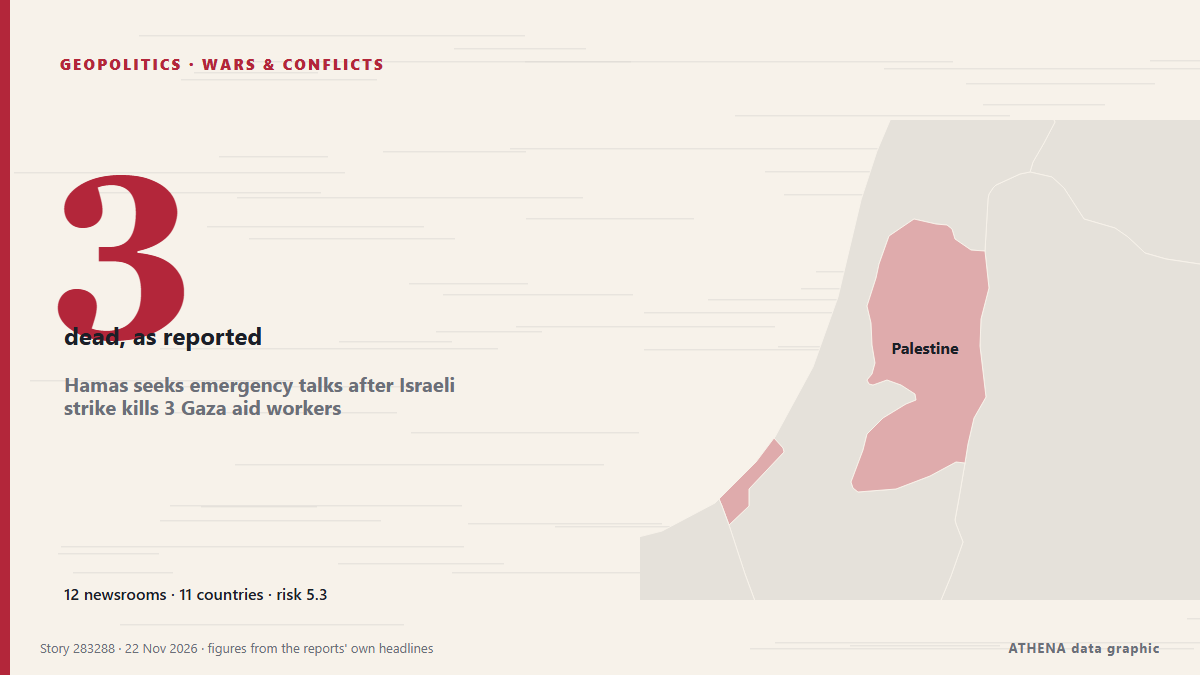 GEOPOLITICS · WARS & CONFLICTS
3
dead, as reported
Hamas seeks emergency talks after Israeli
strike kills 3 Gaza aid workers
Palestine
12 newsrooms · 11 countries · risk 5.3
Story 283288 · 22 Nov 2026 · figures from the reports' own headlines
ATHENA data graphic